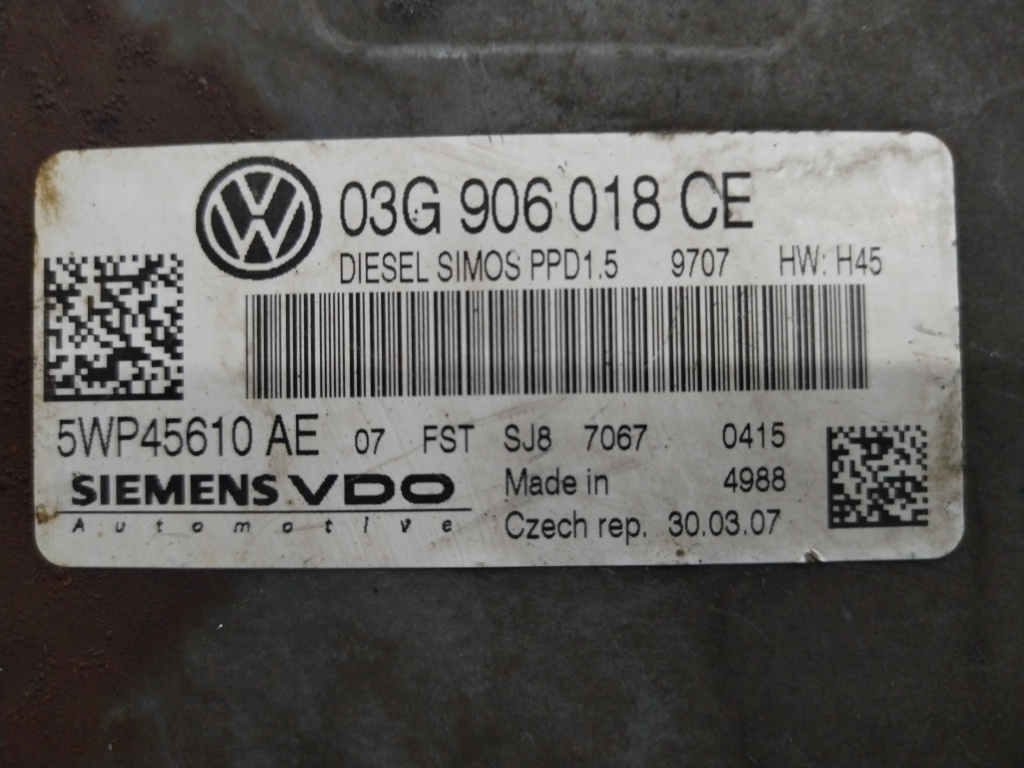 03G 906 018 CE
DIESEL SIMOS PPD1.5 9707 HW: H45
5WP45610 AE 07 FST SJ8 7067 0415
SIEMENS VDO Made in 4988
Automotive Czech rep. 30.03.07